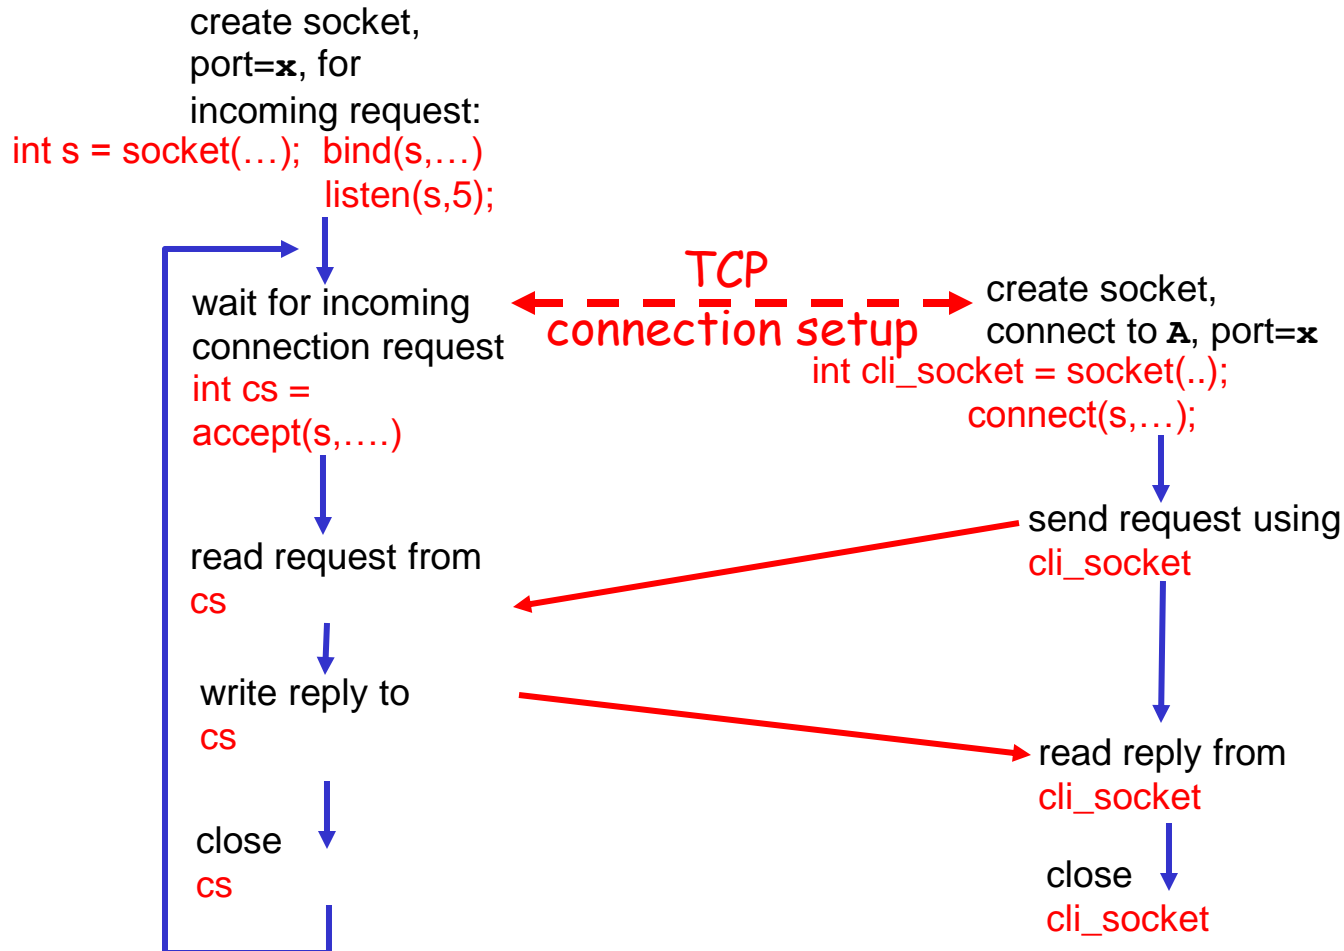 create socket,
port=x, for
incoming request:
int s = socket(…); bind(s,…)
listen(s,5);
wait for incoming
connection request
int cs =
accept(s,….)
read request from
cs
write reply to
cs
close
cs
TCP
connection setup
create socket,
connect to A, port=x
int cli_socket = socket(..);
connect(s,…);
send request using
cli_socket
read reply from
cli_socket
close
cli_socket